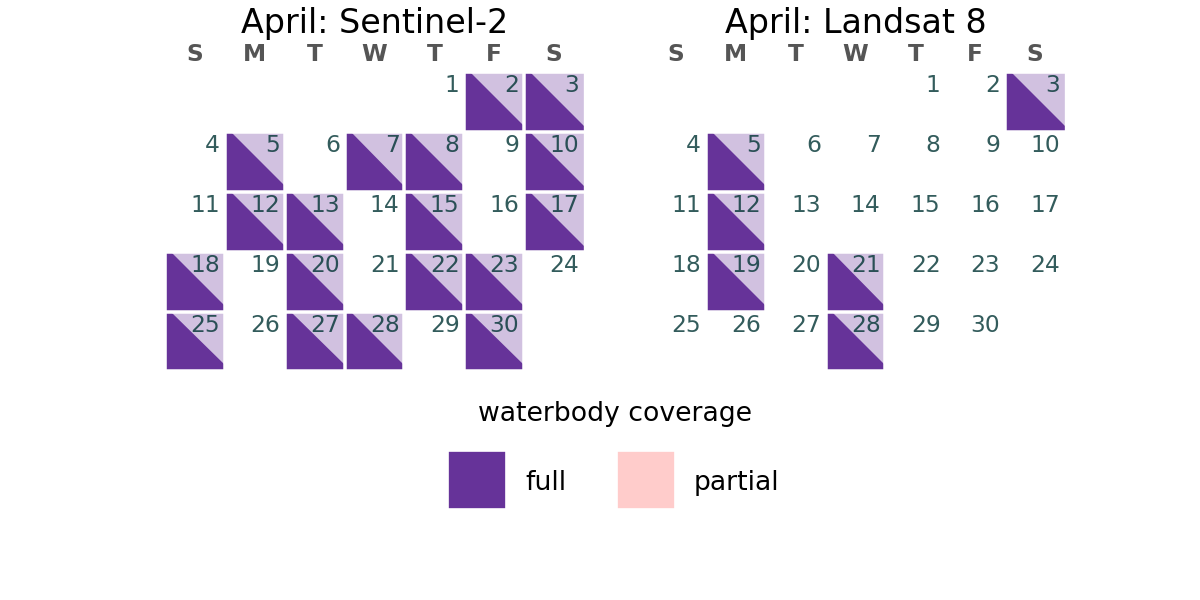 April: Sentinel-2
S M T W T F S
1 2 3
4 5 6 7 8 9 10
11 12 13 14 15 16 17
18 19 20 21 22 23 24
25 26 27 28 29 30
April: Landsat 8
S M T W T F S
1 2 3
4 5 6 7 8 9 10
11 12 13 14 15 16 17
18 19 20 21 22 23 24
25 26 27 28 29 30
waterbody coverage
full partial